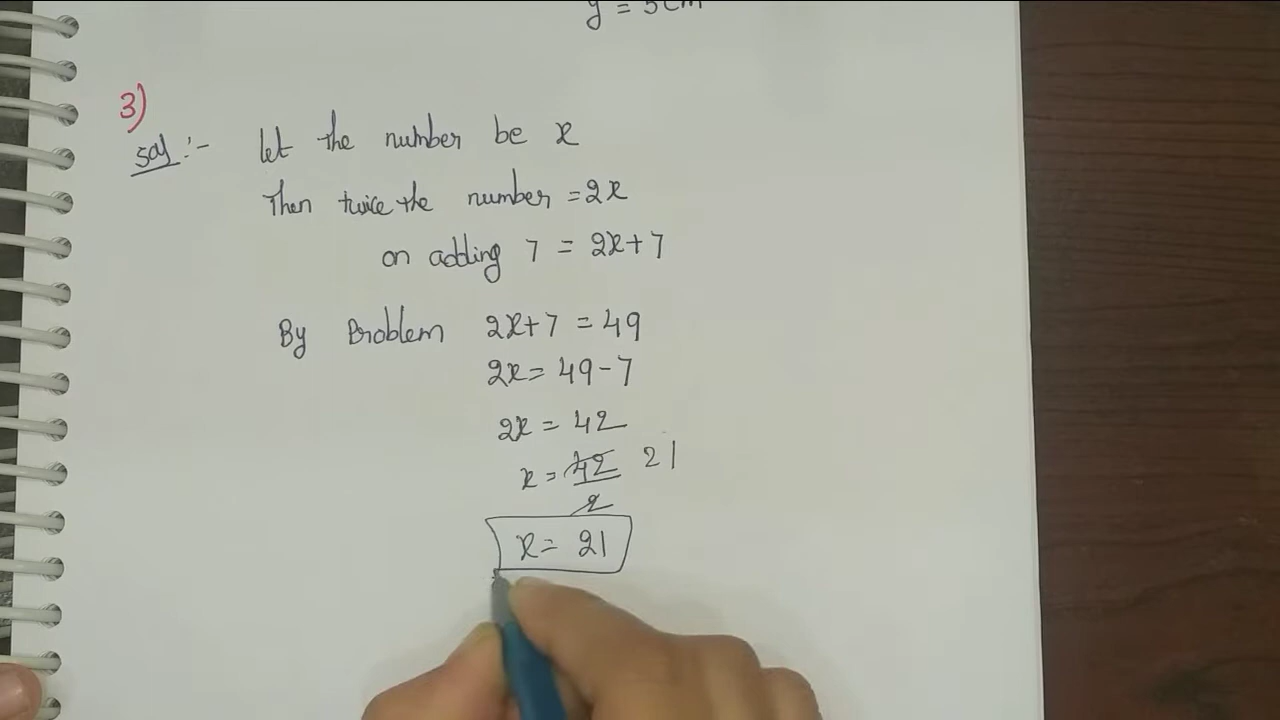 y = 5cm
3)
Sol :- let the number be x
Then twice the number = 2x
on adding 7 = 2x+7
By Problem 2x+7 = 49
2x = 49-7
2x = 42
x = 42/2 21
x = 21